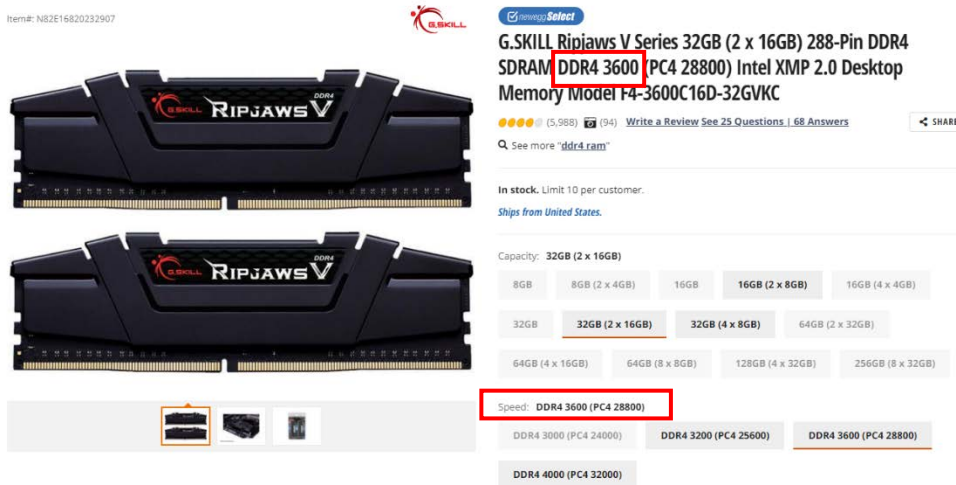 Item#: N82E16820232907
G.SKILL
newegg Select
G.SKILL Ripjaws V Series 32GB (2 x 16GB) 288-Pin DDR4
SDRAM DDR4 3600 (PC4 28800) Intel XMP 2.0 Desktop
Memory Model F4-3600C16D-32GVKC
(5,988) (94) Write a Review See 25 Questions | 68 Answers
SHARE
See more "ddr4 ram"
In stock. Limit 10 per customer.
Ships from United States.
DDR4
G.SKILL RIPJAWS V
DDR4
G.SKILL RIPJAWS V
Capacity: 32GB (2 x 16GB)
8GB 8GB (2 x 4GB) 16GB 16GB (2 x 8GB) 16GB (4 x 4GB)
32GB 32GB (2 x 16GB) 32GB (4 x 8GB) 64GB (2 x 32GB)
64GB (4 x 16GB) 64GB (8 x 8GB) 128GB (4 x 32GB) 256GB (8 x 32GB)
Speed: DDR4 3600 (PC4 28800)
DDR4 3000 (PC4 24000) DDR4 3200 (PC4 25600) DDR4 3600 (PC4 28800)
DDR4 4000 (PC4 32000)